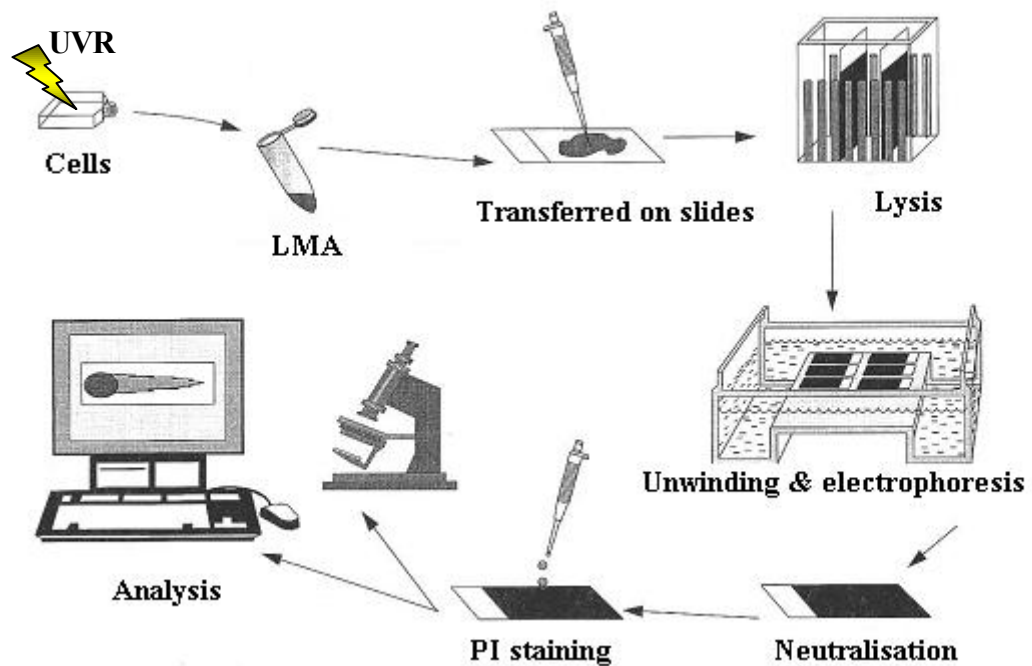 UVR
Cells
LMA
Transferred on slides
Lysis
Unwinding & electrophoresis
Neutralisation
PI staining
Analysis